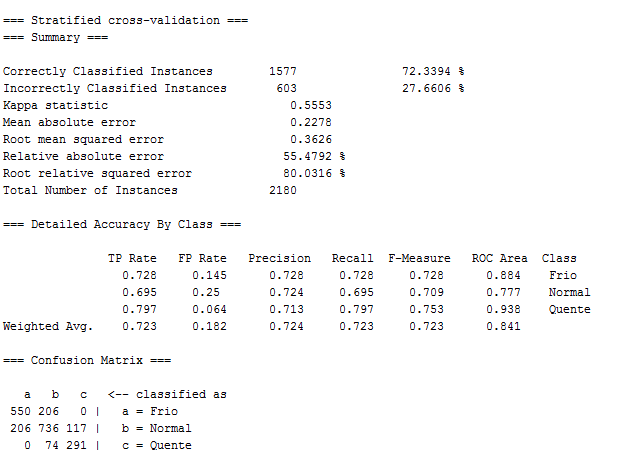 === Stratified cross-validation ===
=== Summary ===
Correctly Classified Instances 1577 72.3394 %
Incorrectly Classified Instances 603 27.6606 %
Kappa statistic 0.5553
Mean absolute error 0.2278
Root mean squared error 0.3626
Relative absolute error 55.4792 %
Root relative squared error 80.0316 %
Total Number of Instances 2180
=== Detailed Accuracy By Class ===
TP Rate FP Rate Precision Recall F-Measure ROC Area Class
0.728 0.145 0.728 0.728 0.728 0.884 Frio
0.695 0.25 0.724 0.695 0.709 0.777 Normal
0.797 0.064 0.713 0.797 0.753 0.938 Quente
Weighted Avg. 0.723 0.182 0.724 0.723 0.723 0.841
=== Confusion Matrix ===
a b c <-- classified as
550 206 0 | a = Frio
206 736 117 | b = Normal
0 74 291 | c = Quente